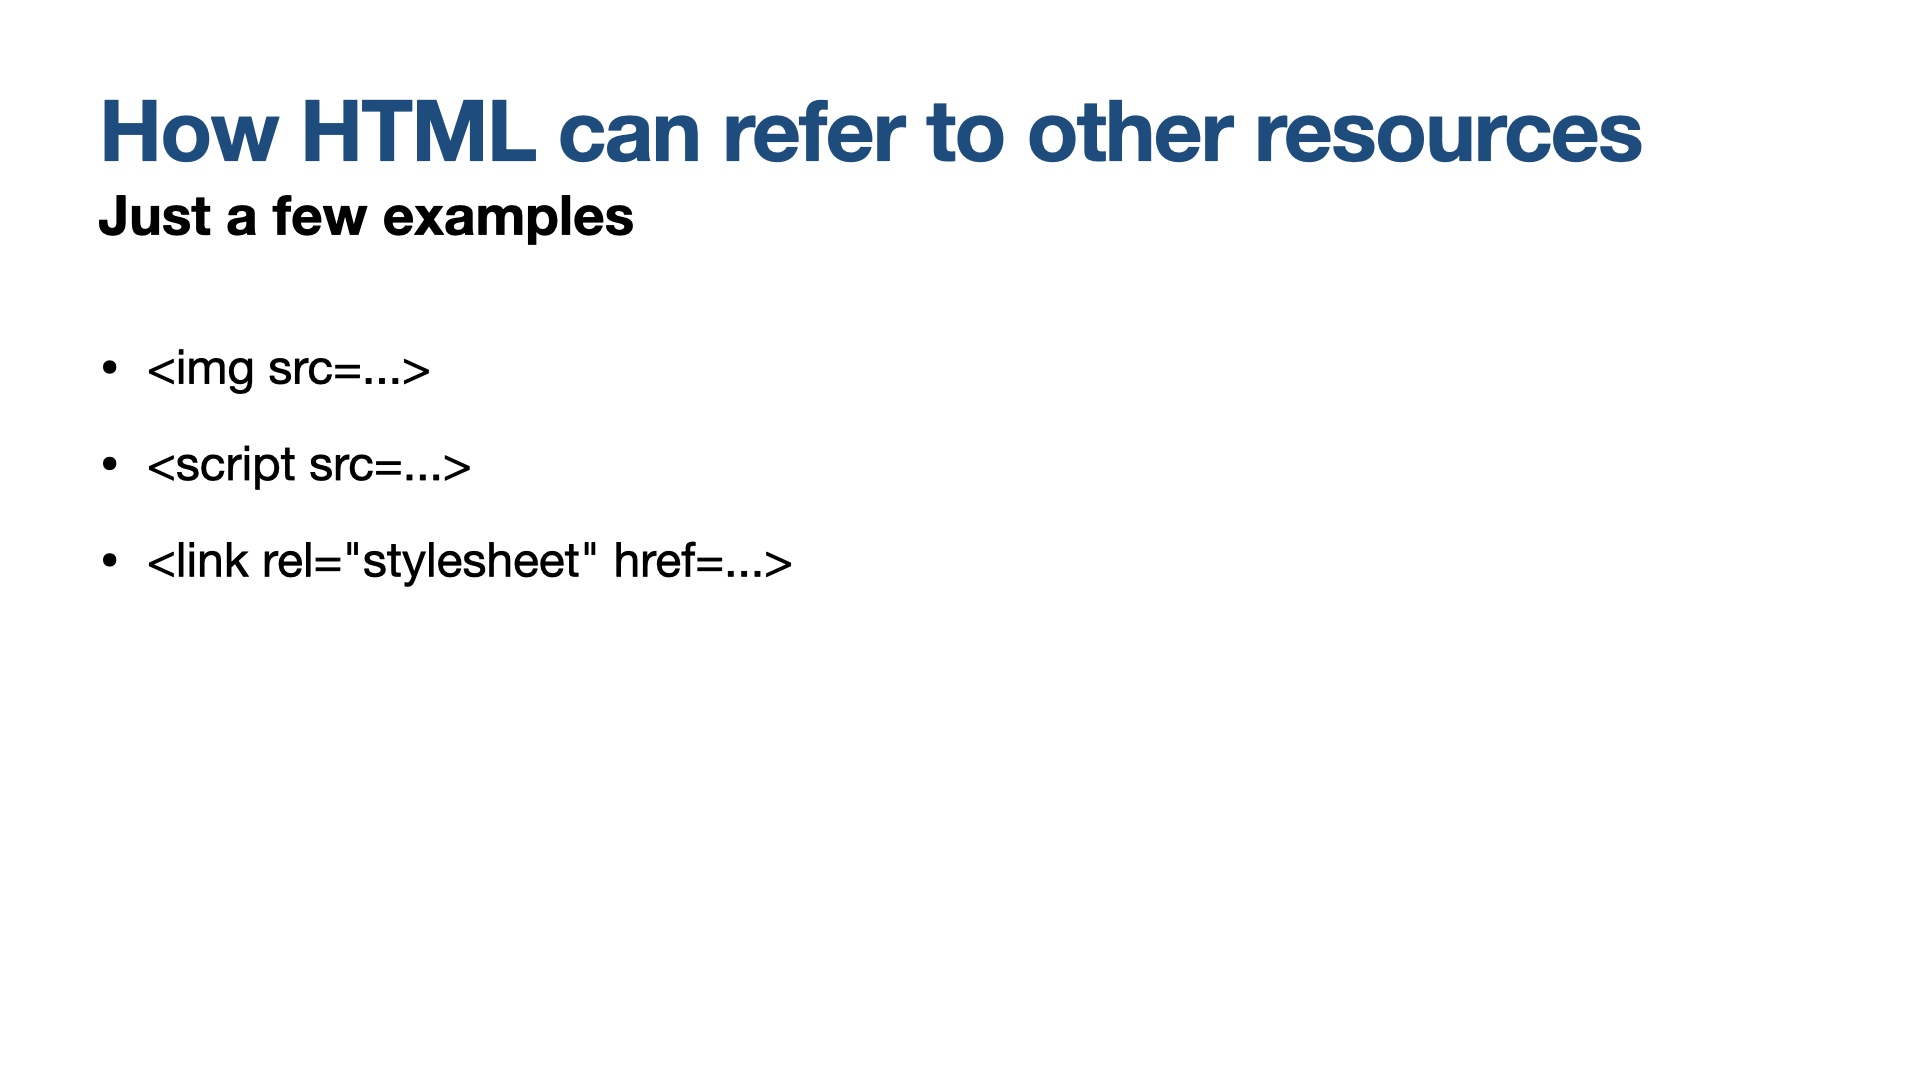 How HTML can refer to other resources
Just a few examples
• <img src=...>
• <script src=...>
• <link rel="stylesheet" href=...>